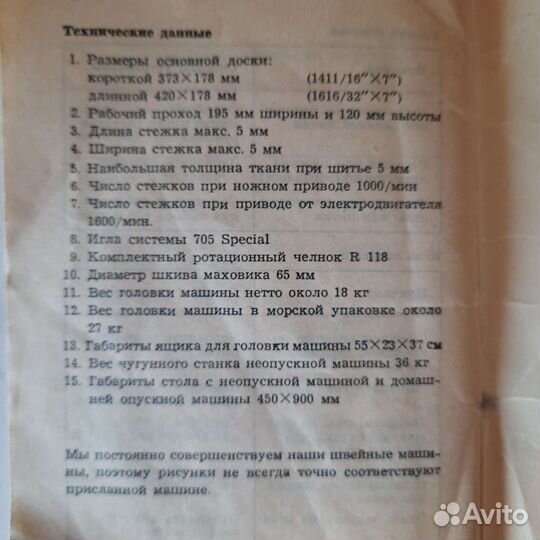 Технические данные
1. Размеры основной доски:
короткой 373×178 мм (1411/16″×7″)
длинной 420×178 мм (1616/32″×7″)
2. Рабочий проход 195 мм ширины и 120 мм высоты
3. Длина стежка макс. 5 мм
4. Ширина стежка макс. 5 мм
5. Наибольшая толщина ткани при шитье 5 мм
6. Число стежков при ножном приводе 1000/мин
7. Число стежков при приводе от электродвигателя
1600/мин.
8. Игла системы 705 Special
9. Комплектный ротационный челнок R 118
10. Диаметр шкива маховика 65 мм
11. Вес головки машины нетто около 18 кг
12. Вес головки машины в морской упаковке около
27 кг
13. Габариты ящика для головки машины 55×23×37 см
14. Вес чугунного станка неопускной машины 36 кг
15. Габариты стола с неопускной машиной и домаш-
ней опускной машины 450×900 мм
Мы постоянно совершенствуем наши швейные маши-
ны, поэтому рисунки не всегда точно соответствуют
присланной машине.
Avito